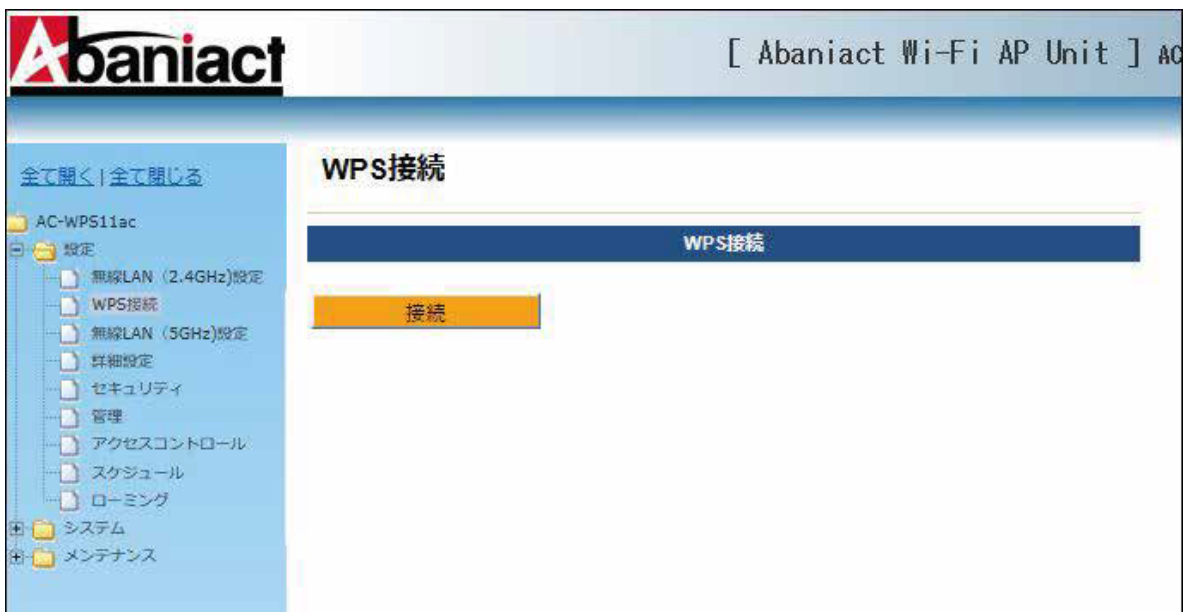 Abaniact
[ Abaniact Wi-Fi AP Unit ] AC
全て開く | 全て閉じる
AC-WPS11ac
設定
無線LAN（2.4GHz)設定
WPS接続
無線LAN（5GHz)設定
詳細設定
セキュリティ
管理
アクセスコントロール
スケジュール
ローミング
システム
メンテナンス
WPS接続
WPS接続
接続